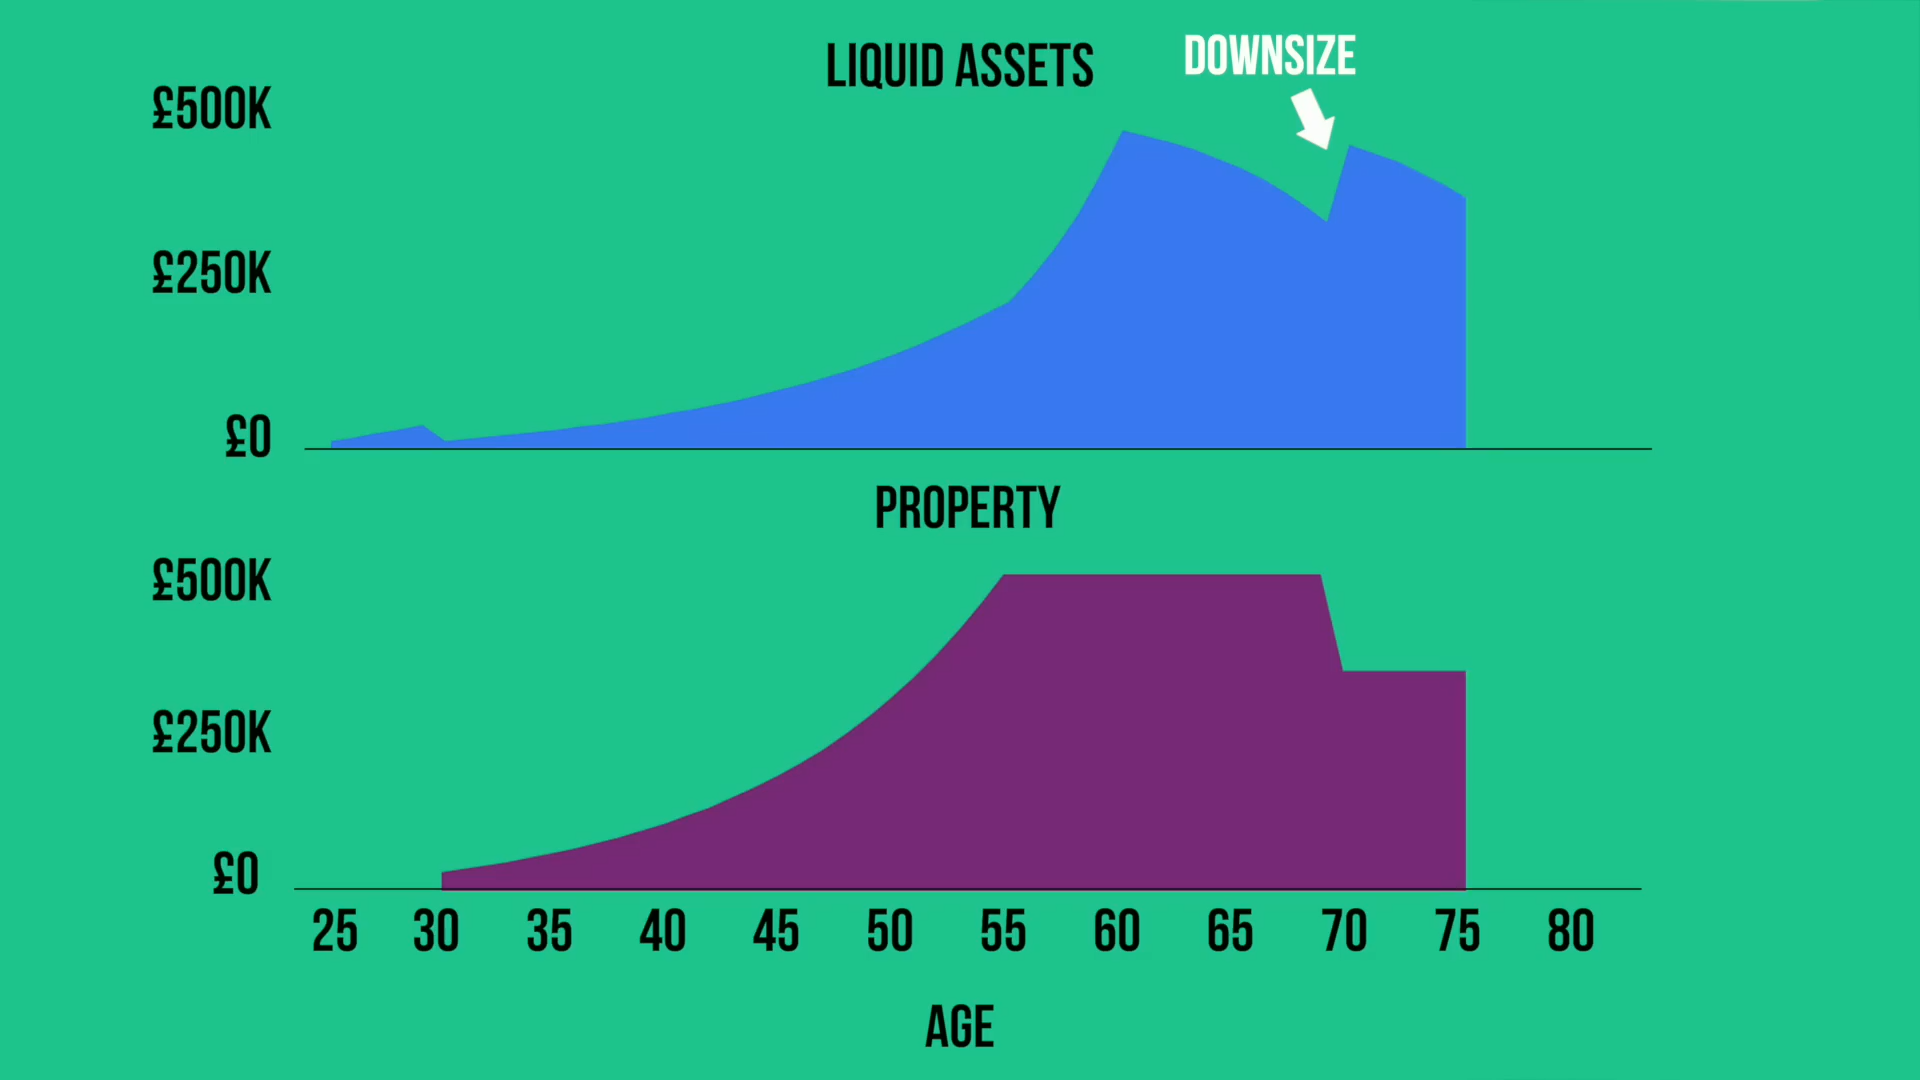 LIQUID ASSETS
DOWNSIZE
£500K
£250K
£0
PROPERTY
£500K
£250K
£0
25 30 35 40 45 50 55 60 65 70 75 80
AGE